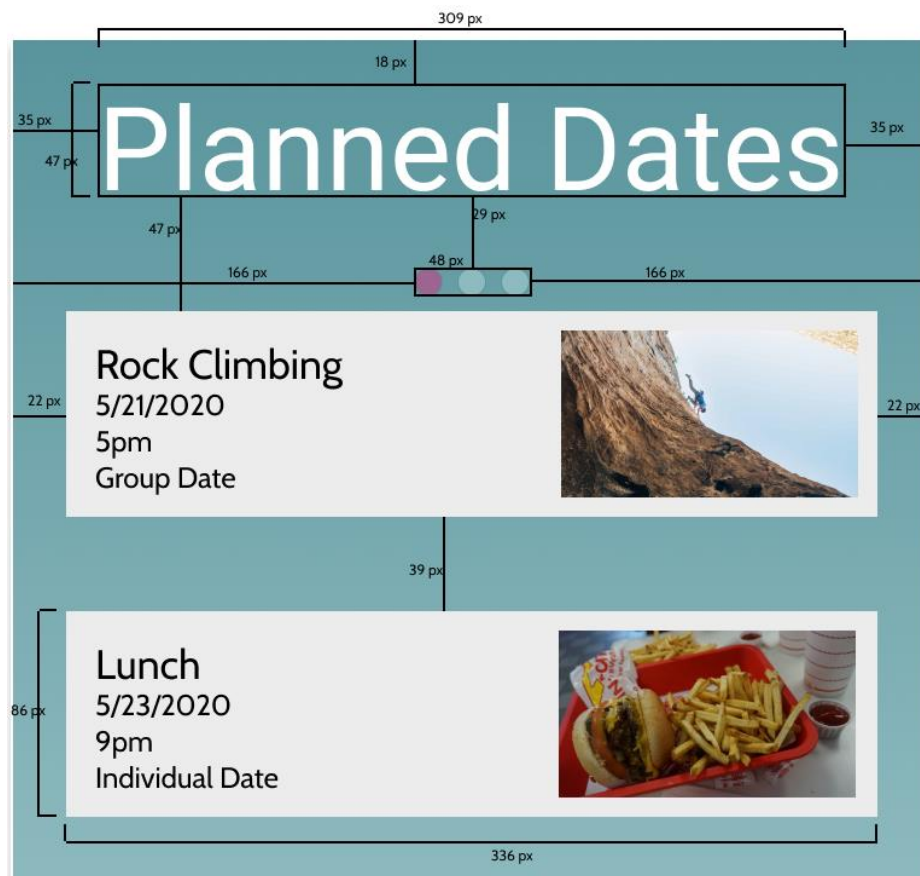 309 px
18 px
35 px
Planned Dates
35 px
47 px
47 px
29 px
48 px
166 px
166 px
Rock Climbing
5/21/2020
5pm
Group Date
22 px
22 px
39 px
Lunch
5/23/2020
9pm
Individual Date
86 px
336 px